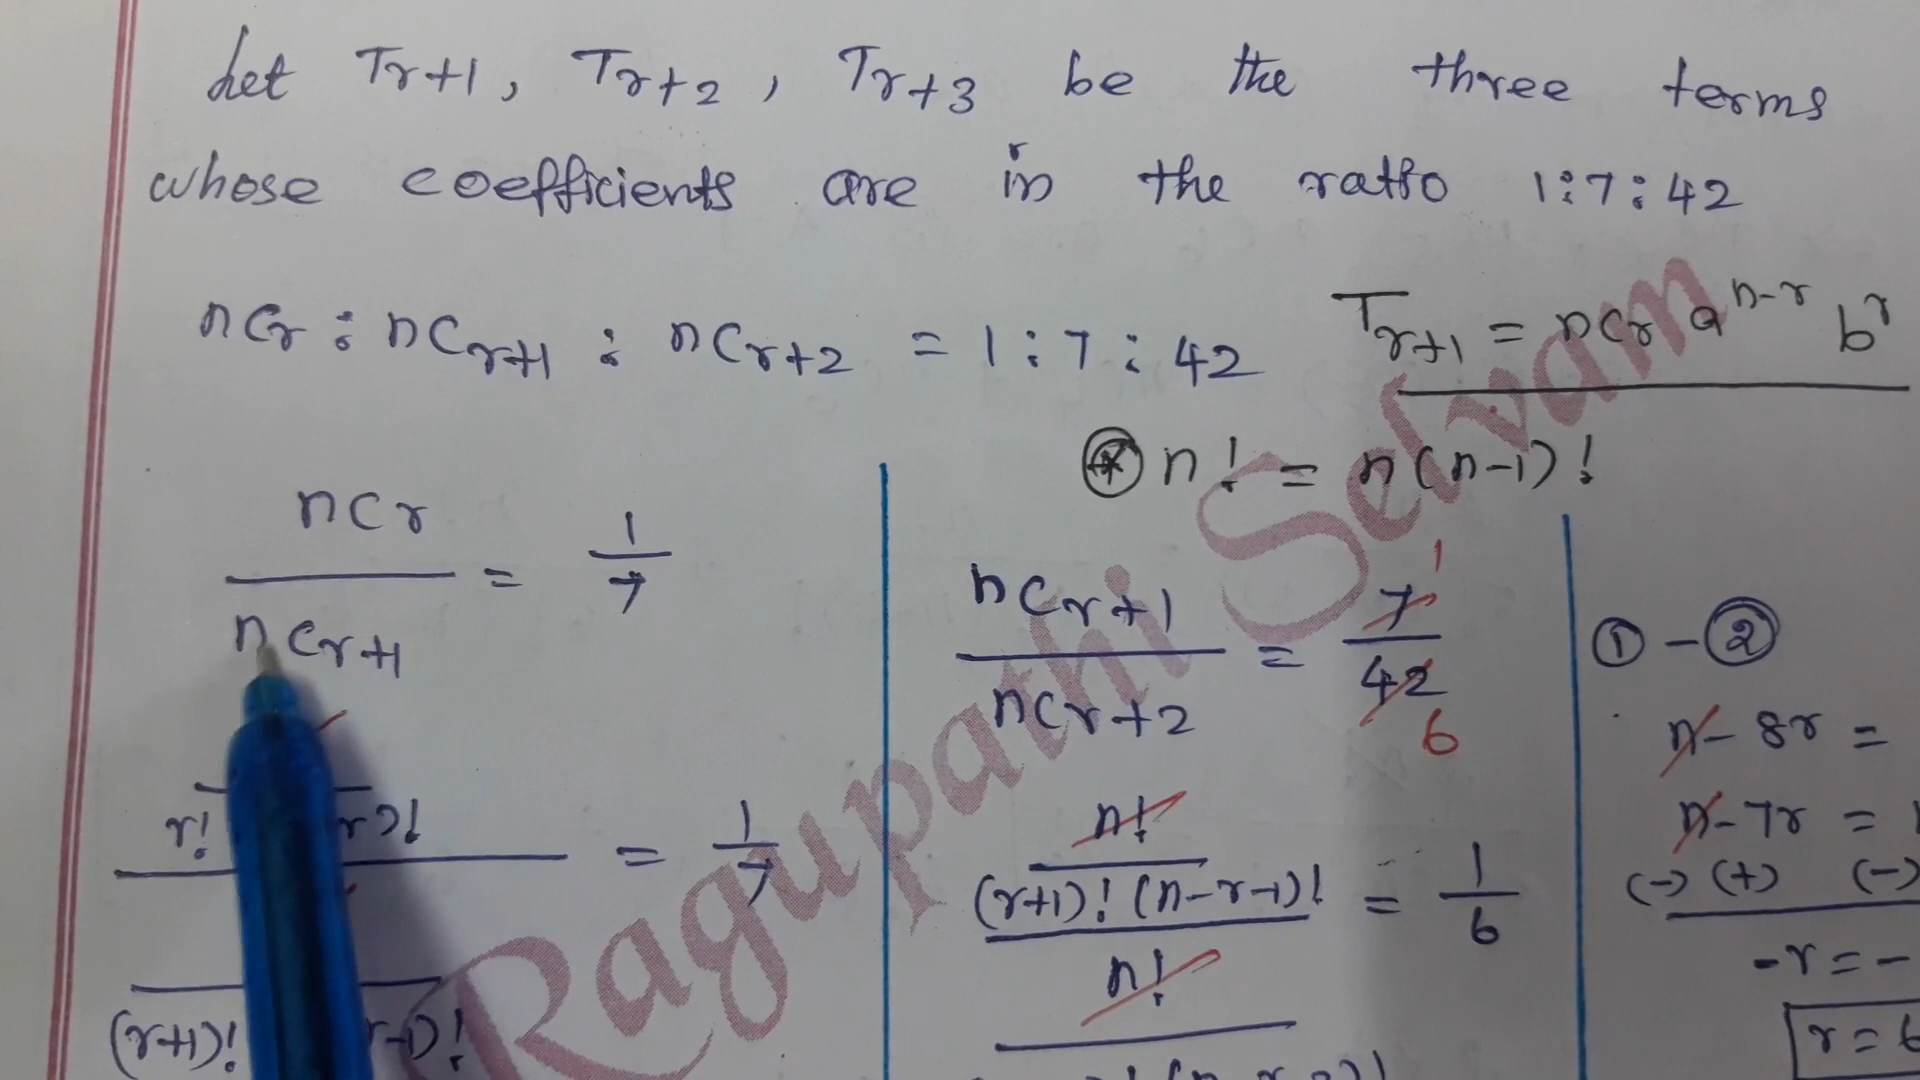 Let Tr+1, Tr+2, Tr+3 be the three terms
whose coefficients are in the ratio 1:7:42
nCr : nCr+1 : nCr+2 = 1 : 7 : 42
Tr+1 = nCr a^n-r b^r
* n! = n(n-1)!
nCr / nCr+1 = 1/7
r! r)! = 1/7
(r+1)! r-1)!
nCr+1 / nCr+2 = 7/42
1
6
n!
(r+1)! (n-r-1)! = 1/6
n!
① - ②
n - 8r =
n - 7r =
(-) (+) (-)
-r = -
r = 6
Ragupathi Selvam